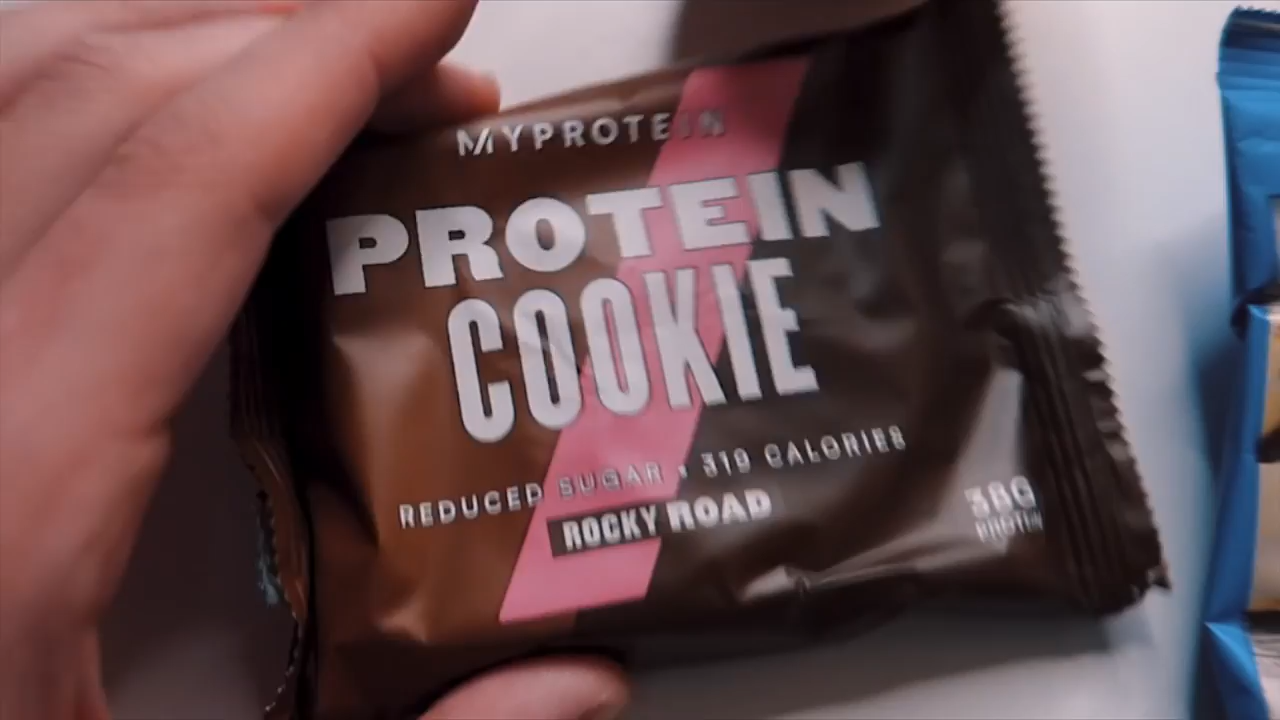 MYPROTEIN
PROTEIN
COOKIE
REDUCED SUGAR • 319 CALORIES
ROCKY ROAD
38G
PROTEIN